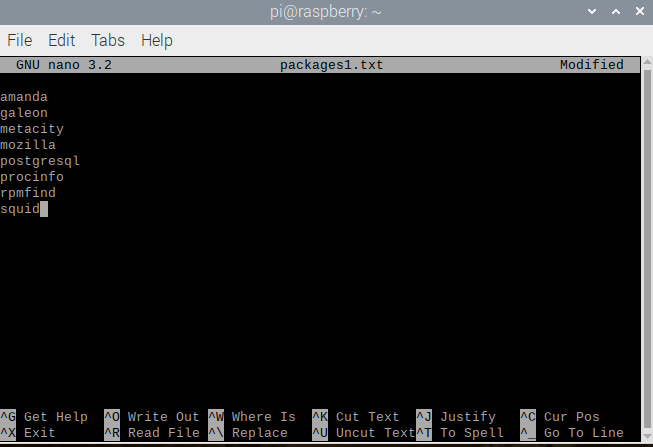 pi@raspberry: ~
File Edit Tabs Help
GNU nano 3.2 packages1.txt Modified
amanda
galeon
metacity
mozilla
postgresql
procinfo
rpmfind
squid
^G Get Help ^O Write Out ^W Where Is ^K Cut Text ^J Justify ^C Cur Pos
^X Exit ^R Read File ^\ Replace ^U Uncut Text ^T To Spell ^_ Go To Line